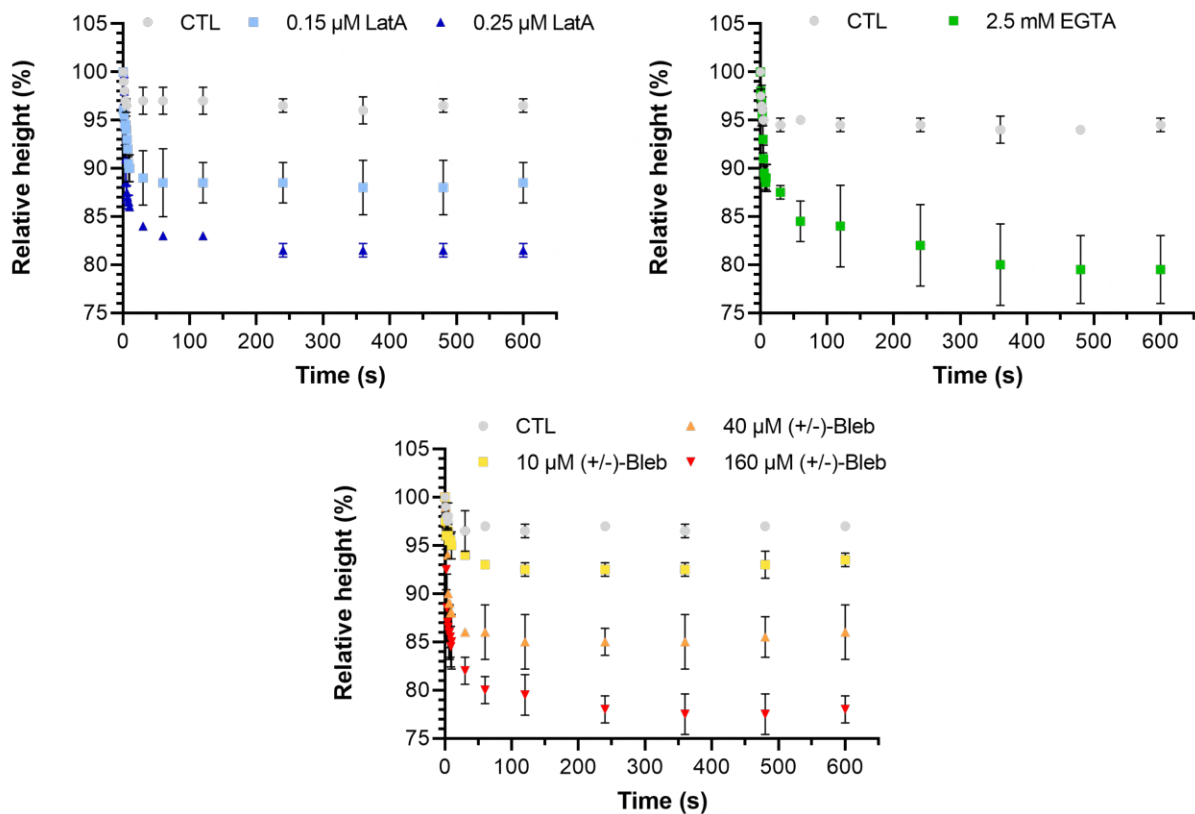 CTL 0.15 µM LatA 0.25 µM LatA
105
100
95
90
85
80
75
Relative height (%)
0 100 200 300 400 500 600
Time (s)
CTL 2.5 mM EGTA
105
100
95
90
85
80
75
Relative height (%)
0 100 200 300 400 500 600
Time (s)
CTL 40 µM (+/-)-Bleb
10 µM (+/-)-Bleb 160 µM (+/-)-Bleb
105
100
95
90
85
80
75
Relative height (%)
0 100 200 300 400 500 600
Time (s)